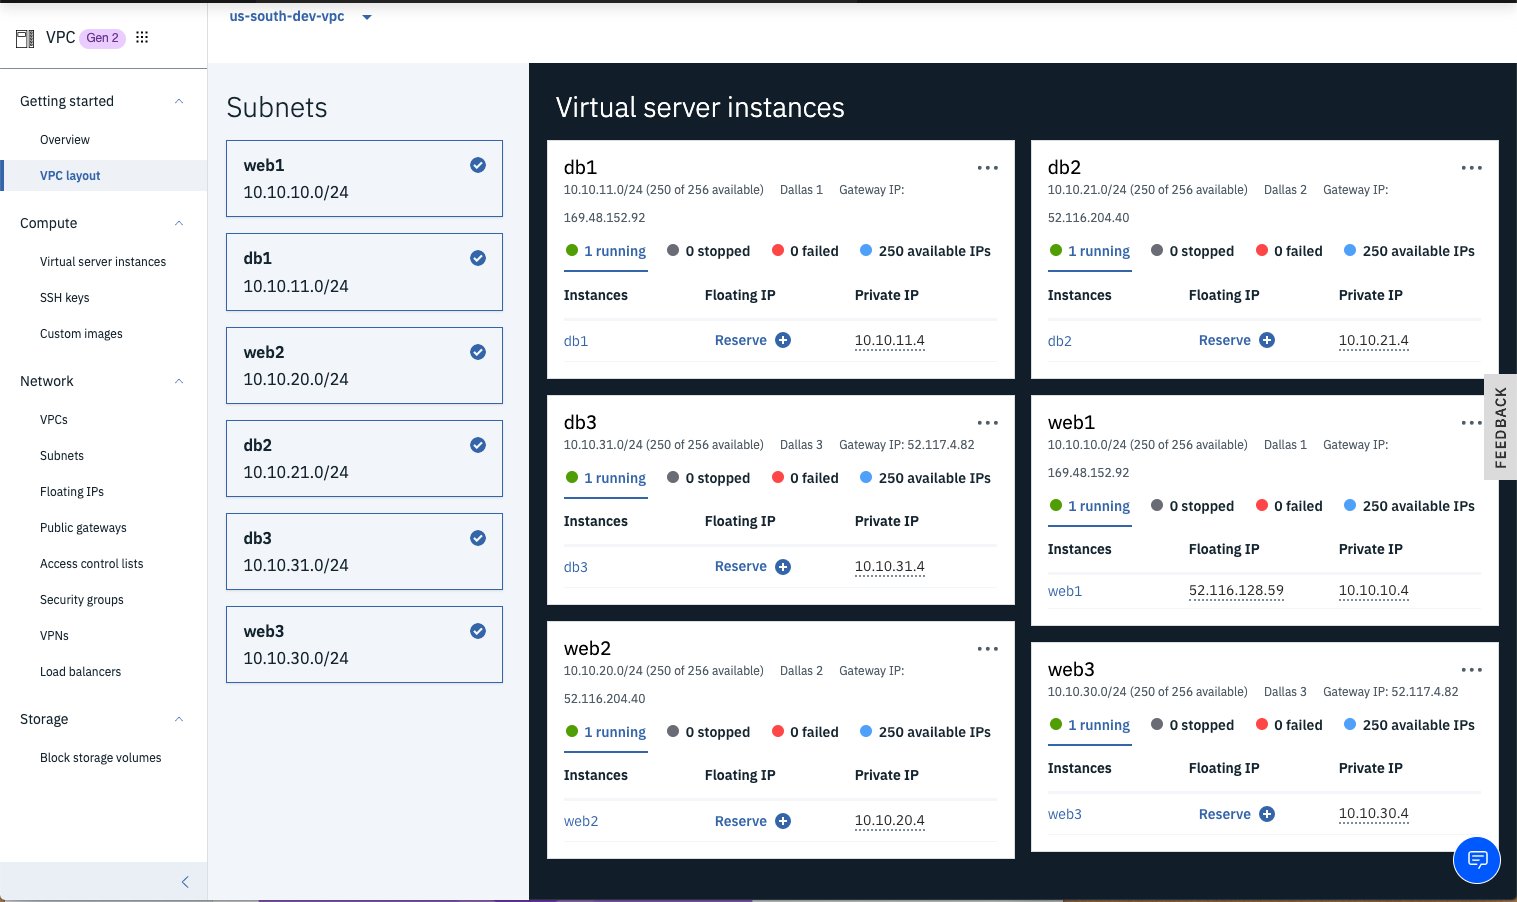 us-south-dev-vpc
VPC Gen 2
Getting started
Overview
VPC layout
Compute
Virtual server instances
SSH keys
Custom images
Network
VPCs
Subnets
Floating IPs
Public gateways
Access control lists
Security groups
VPNs
Load balancers
Storage
Block storage volumes
Subnets
web1
10.10.10.0/24
db1
10.10.11.0/24
web2
10.10.20.0/24
db2
10.10.21.0/24
db3
10.10.31.0/24
web3
10.10.30.0/24
Virtual server instances
db1
10.10.11.0/24 (250 of 256 available) Dallas 1 Gateway IP:
169.48.152.92
1 running 0 stopped 0 failed 250 available IPs
Instances Floating IP Private IP
db1 Reserve 10.10.11.4
db2
10.10.21.0/24 (250 of 256 available) Dallas 2 Gateway IP:
52.116.204.40
1 running 0 stopped 0 failed 250 available IPs
Instances Floating IP Private IP
db2 Reserve 10.10.21.4
db3
10.10.31.0/24 (250 of 256 available) Dallas 3 Gateway IP: 52.117.4.82
1 running 0 stopped 0 failed 250 available IPs
Instances Floating IP Private IP
db3 Reserve 10.10.31.4
web1
10.10.10.0/24 (250 of 256 available) Dallas 1 Gateway IP:
169.48.152.92
1 running 0 stopped 0 failed 250 available IPs
Instances Floating IP Private IP
web1 52.116.128.59 10.10.10.4
web2
10.10.20.0/24 (250 of 256 available) Dallas 2 Gateway IP:
52.116.204.40
1 running 0 stopped 0 failed 250 available IPs
Instances Floating IP Private IP
web2 Reserve 10.10.20.4
web3
10.10.30.0/24 (250 of 256 available) Dallas 3 Gateway IP: 52.117.4.82
1 running 0 stopped 0 failed 250 available IPs
Instances Floating IP Private IP
web3 Reserve 10.10.30.4
FEEDBACK